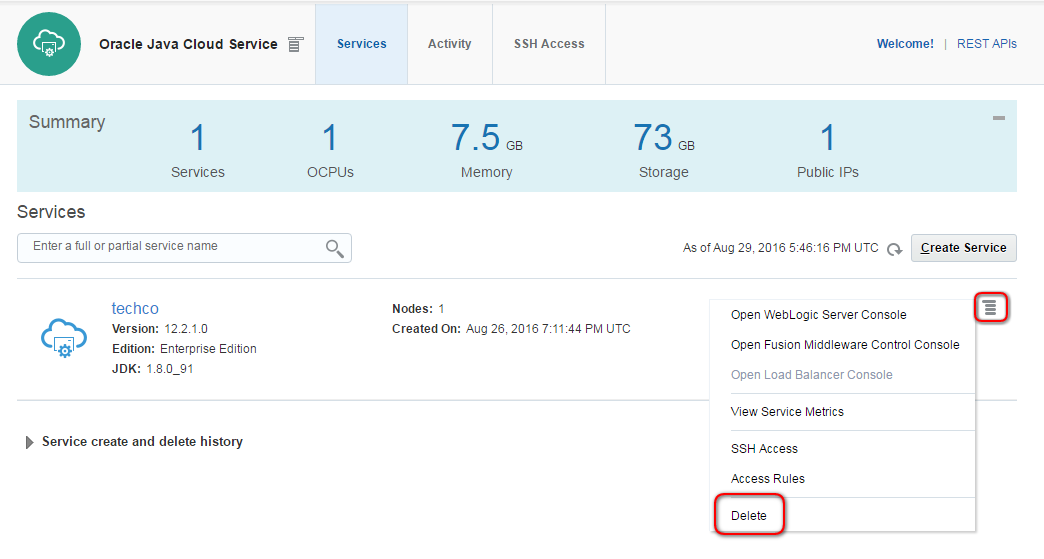 Oracle Java Cloud Service
Services
Activity
SSH Access
Welcome! | REST APIs
Summary
1
Services
1
OCPUs
7.5 GB
Memory
73 GB
Storage
1
Public IPs
Services
Enter a full or partial service name
As of Aug 29, 2016 5:46:16 PM UTC
Create Service
techco
Version: 12.2.1.0
Edition: Enterprise Edition
JDK: 1.8.0_91
Nodes: 1
Created On: Aug 26, 2016 7:11:44 PM UTC
Open WebLogic Server Console
Open Fusion Middleware Control Console
Open Load Balancer Console
View Service Metrics
SSH Access
Access Rules
Delete
Service create and delete history